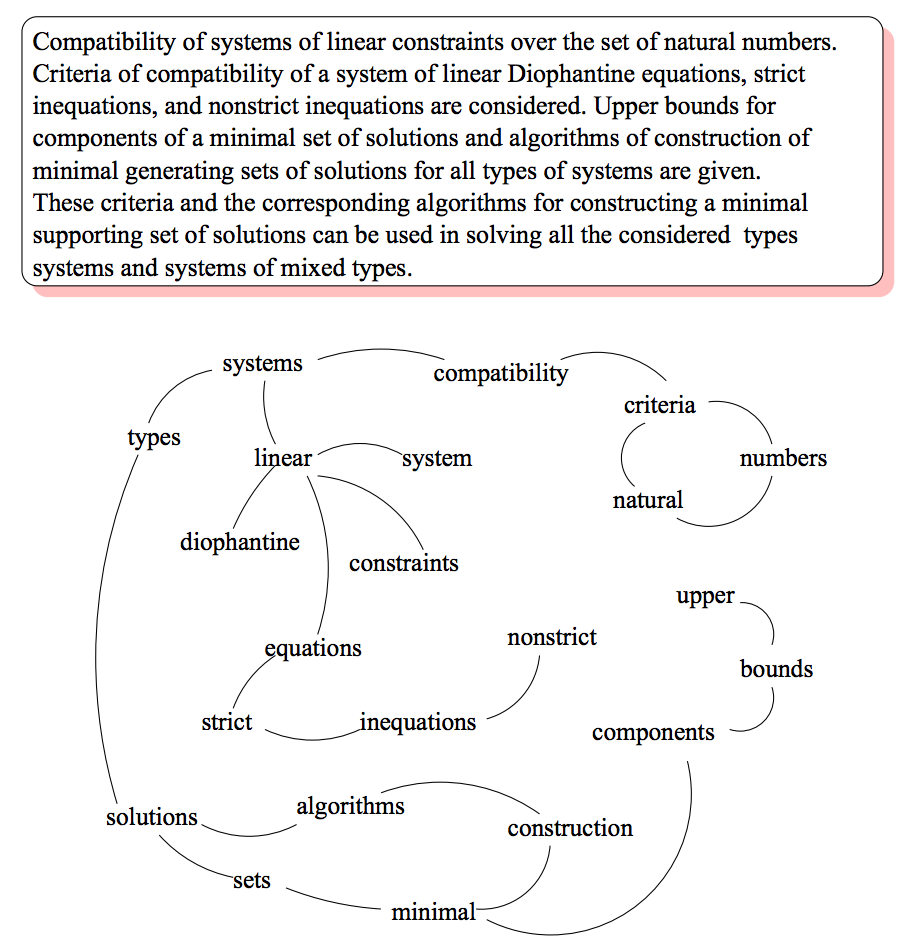 Compatibility of systems of linear constraints over the set of natural numbers.
Criteria of compatibility of a system of linear Diophantine equations, strict
inequations, and nonstrict inequations are considered. Upper bounds for
components of a minimal set of solutions and algorithms of construction of
minimal generating sets of solutions for all types of systems are given.
These criteria and the corresponding algorithms for constructing a minimal
supporting set of solutions can be used in solving all the considered types
systems and systems of mixed types.
systems
compatibility
criteria
types
linear
system
numbers
natural
diophantine
constraints
upper
nonstrict
equations
bounds
strict
inequations
components
algorithms
solutions
construction
sets
minimal